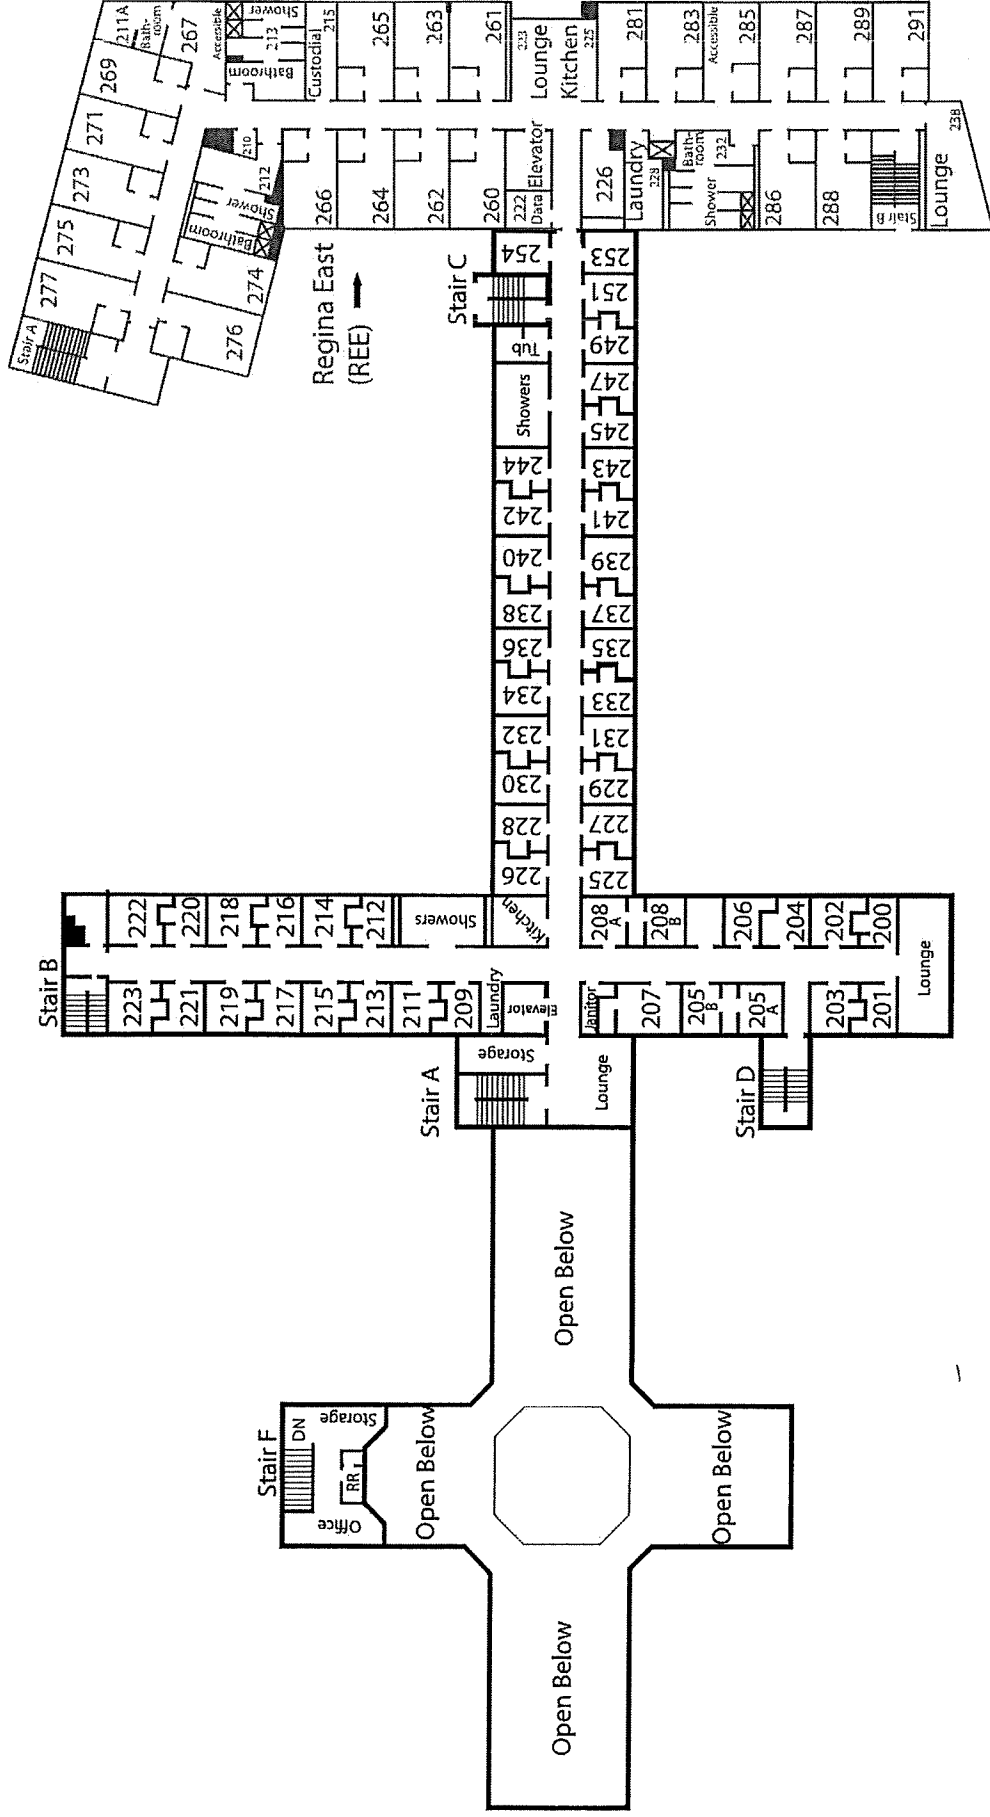 211A
Bath-
room
267
269
271
273
275
277
Stair A
Accessible
Shower
213
Bathroom
215
Custodial
265
263
261
223
Lounge
Kitchen
225
281
283
Accessible
285
287
289
291
210
212
Shower
Bathroom
274
276
266
264
262
260
222
Data
Elevator
226
Laundry
228
Bath-
room
232
Shower
286
288
Stair B
Lounge
238
Regina East
(REE)
Stair C
254
Tub
Showers
244
242
240
238
236
234
232
230
228
226
253
251
249
247
245
243
241
239
237
235
233
231
229
227
225
Stair B
222
220
218
216
214
212
Showers
Kitchen
208
A
208
B
206
204
202
200
223
221
219
217
215
213
211
209
Laundry
Elevator
Janitor
207
205
B
205
A
203
201
Lounge
Stair A
Storage
Lounge
Stair D
Open Below
Stair F
DN
Storage
RR
Office
Open Below
Open Below
Open Below